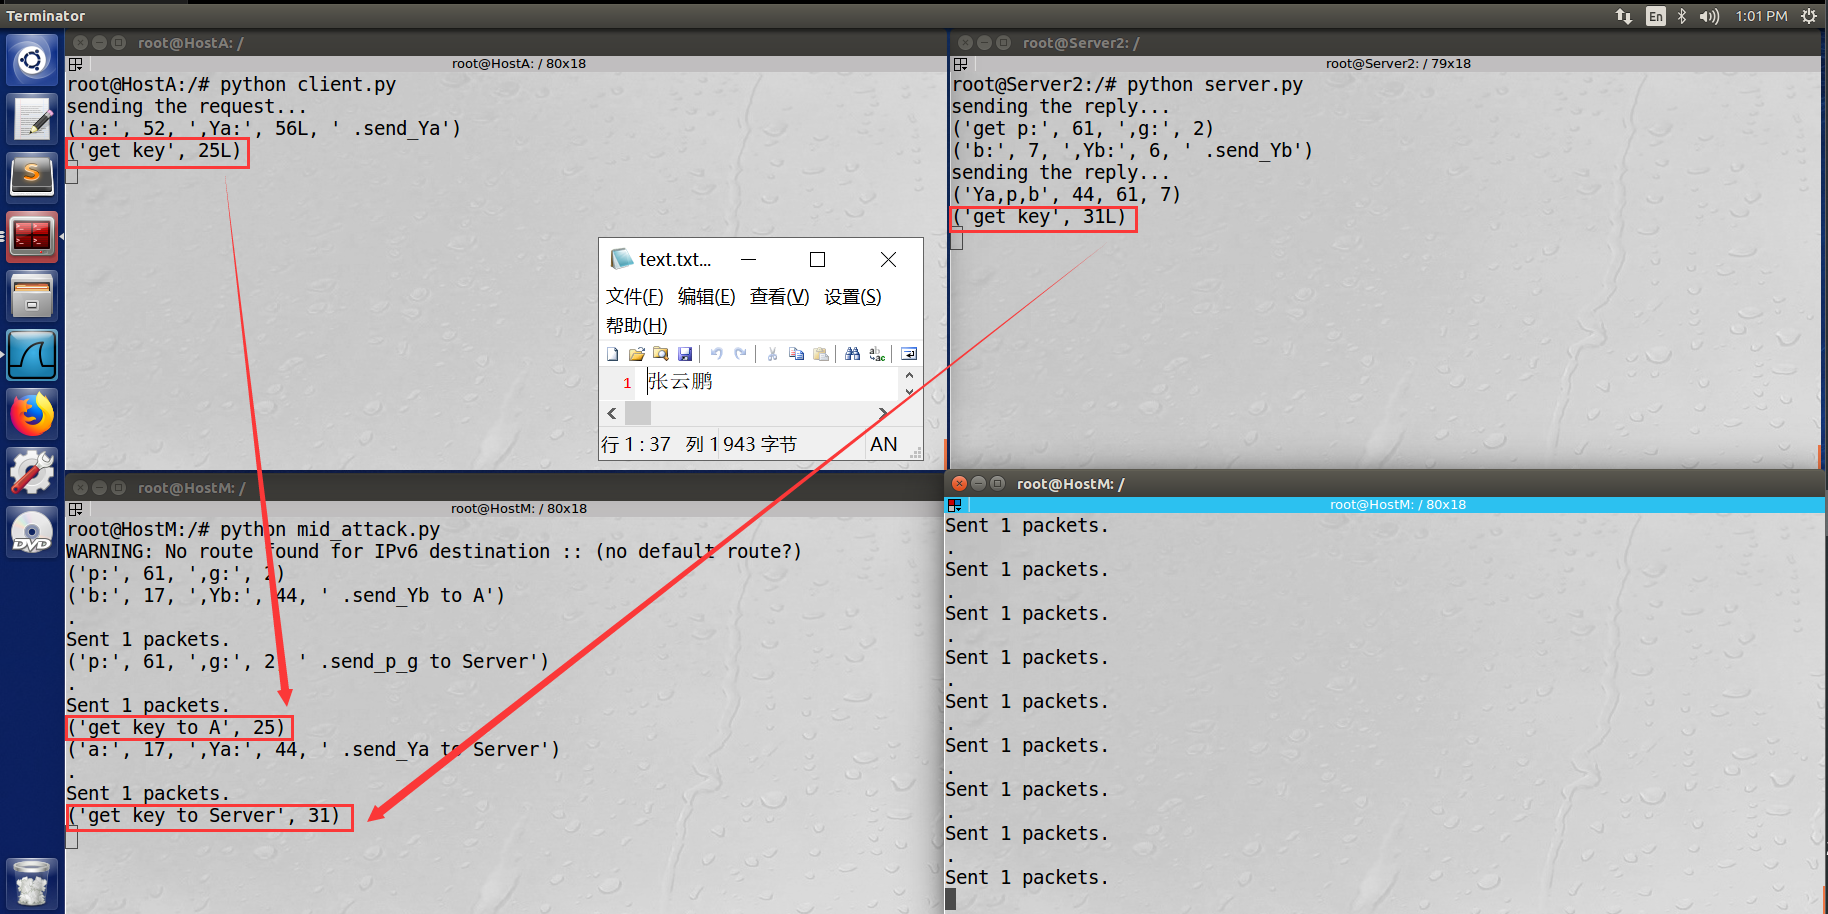 Terminator
En
1:01 PM
root@HostA: /
root@HostA: / 80x18
root@HostA:/# python client.py
sending the request...
('a:', 52, ',Ya:', 56L, ' .send_Ya')
('get key', 25L)
text.txt...
文件(F) 编辑(E) 查看(V) 设置(S)
帮助(H)
1 张云鹏
行 1 : 37 列 1 943 字节 AN
root@Server2: /
root@Server2: / 79x18
root@Server2:/# python server.py
sending the reply...
('get p:', 61, ',g:', 2)
('b:', 7, ',Yb:', 6, ' .send_Yb')
sending the reply...
('Ya,p,b', 44, 61, 7)
('get key', 31L)
root@HostM: /
root@HostM: / 80x18
root@HostM:/# python mid_attack.py
WARNING: No route found for IPv6 destination :: (no default route?)
('p:', 61, ',g:', 2)
('b:', 17, ',Yb:', 44, ' .send_Yb to A')
.
Sent 1 packets.
('p:', 61, ',g:', 2, ' .send_p_g to Server')
.
Sent 1 packets.
('get key to A', 25)
('a:', 17, ',Ya:', 44, ' .send_Ya to Server')
.
Sent 1 packets.
('get key to Server', 31)
root@HostM: /
root@HostM: / 80x18
Sent 1 packets.
.
Sent 1 packets.
.
Sent 1 packets.
.
Sent 1 packets.
.
Sent 1 packets.
.
Sent 1 packets.
.
Sent 1 packets.
.
Sent 1 packets.
.
Sent 1 packets.